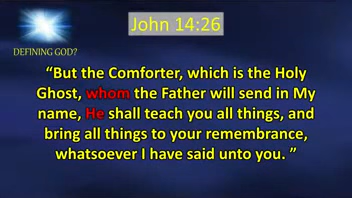 John 14:26
DEFINING GOD?
“But the Comforter, which is the Holy
Ghost, whom the Father will send in My
name, He shall teach you all things, and
bring all things to your remembrance,
whatsoever I have said unto you. ”